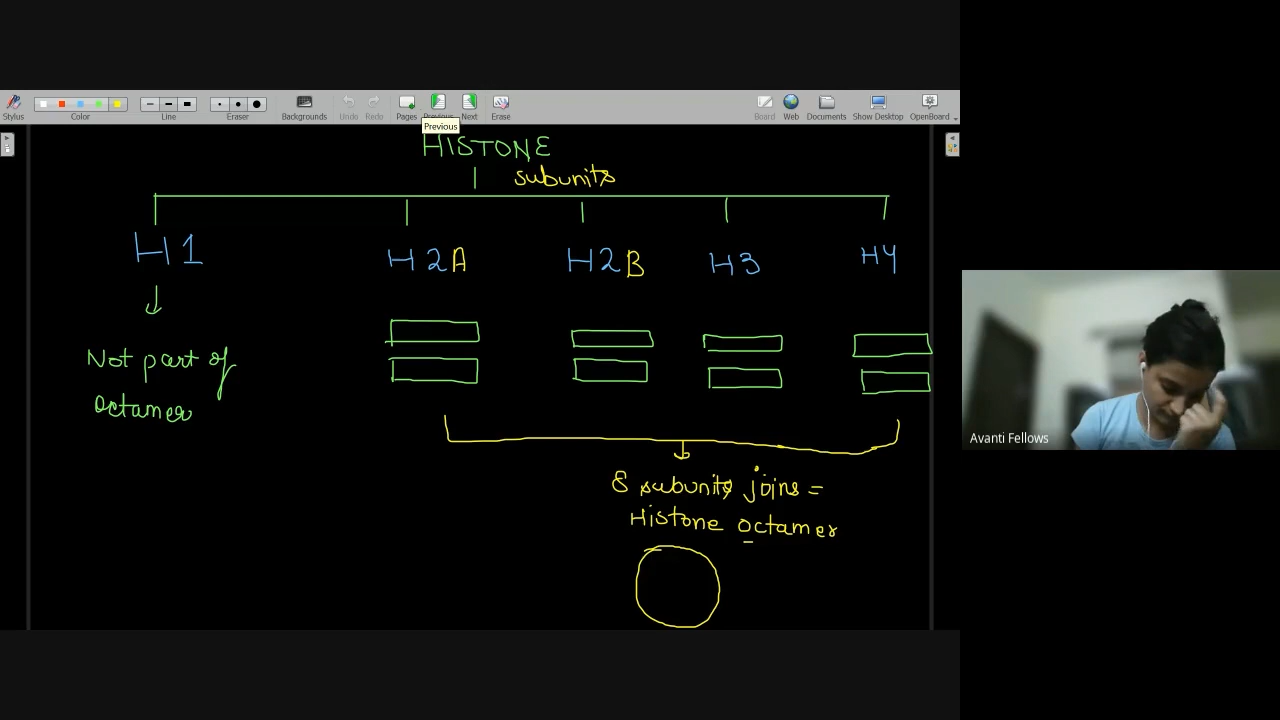 Stylus
Color
Line
Eraser
Backgrounds
Undo
Redo
Pages
Previous
Next
Erase
Board
Web
Documents
Show Desktop
OpenBoard
Previous
HISTONE
subunits
H1
H2A
H2B
H3
H4
Not part of
Octamer
8 subunits joins =
Histone octamer
Avanti Fellows